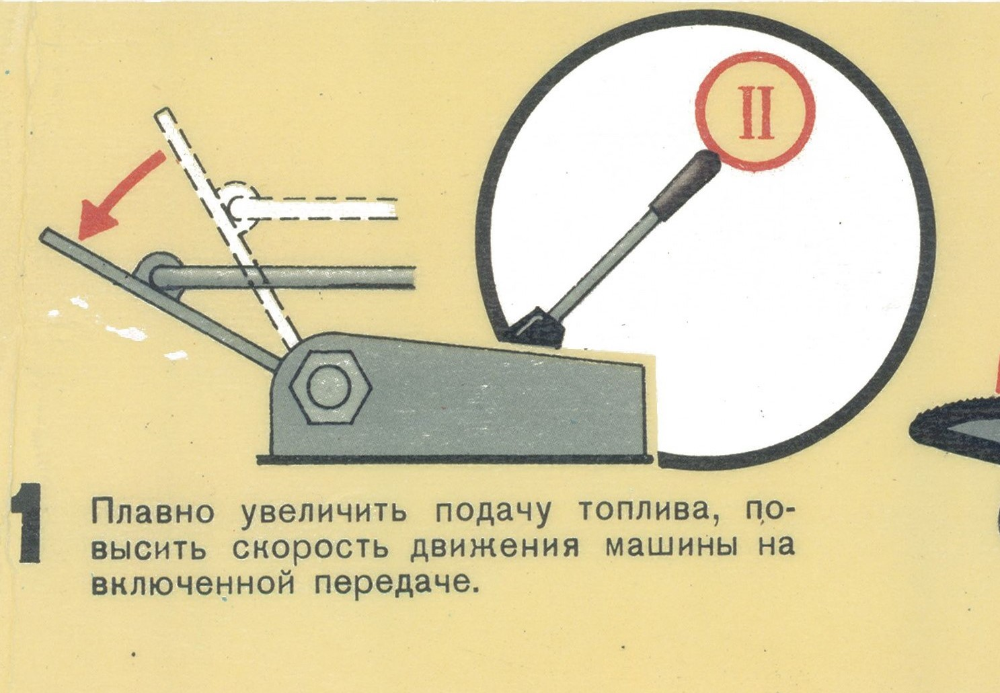 II
1
Плавно увеличить подачу топлива, по-
высить скорость движения машины на
включенной передаче.